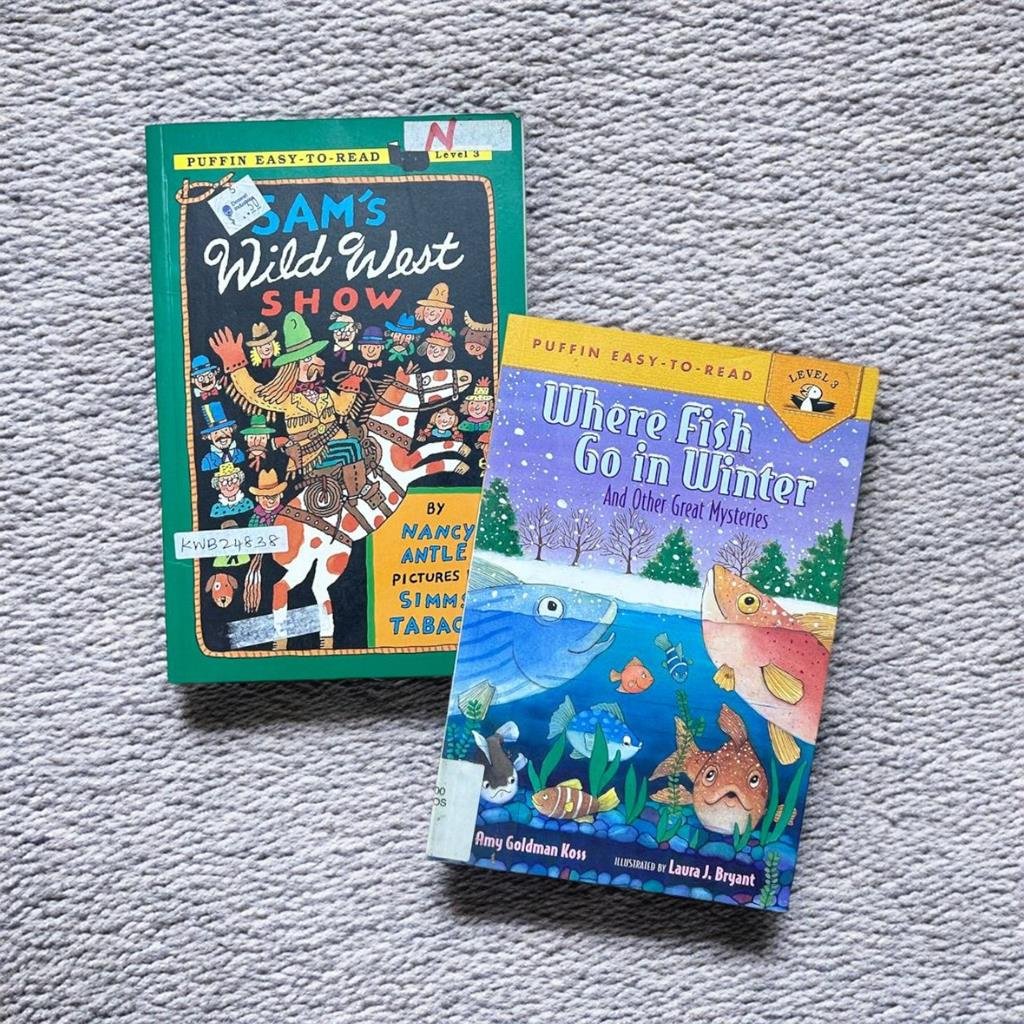 PUFFIN EASY-TO-READ
N
Level 3
SAM'S
Wild West
SHOW
BY
NANCY
ANTLE
PICTURES
SIMMS
KWB24838
PUFFIN EASY-TO-READ
LEVEL 3
Where Fish
Go in Winter
And Other Great Mysteries
Amy Goldman Koss
ILLUSTRATED BY Laura J. Bryant